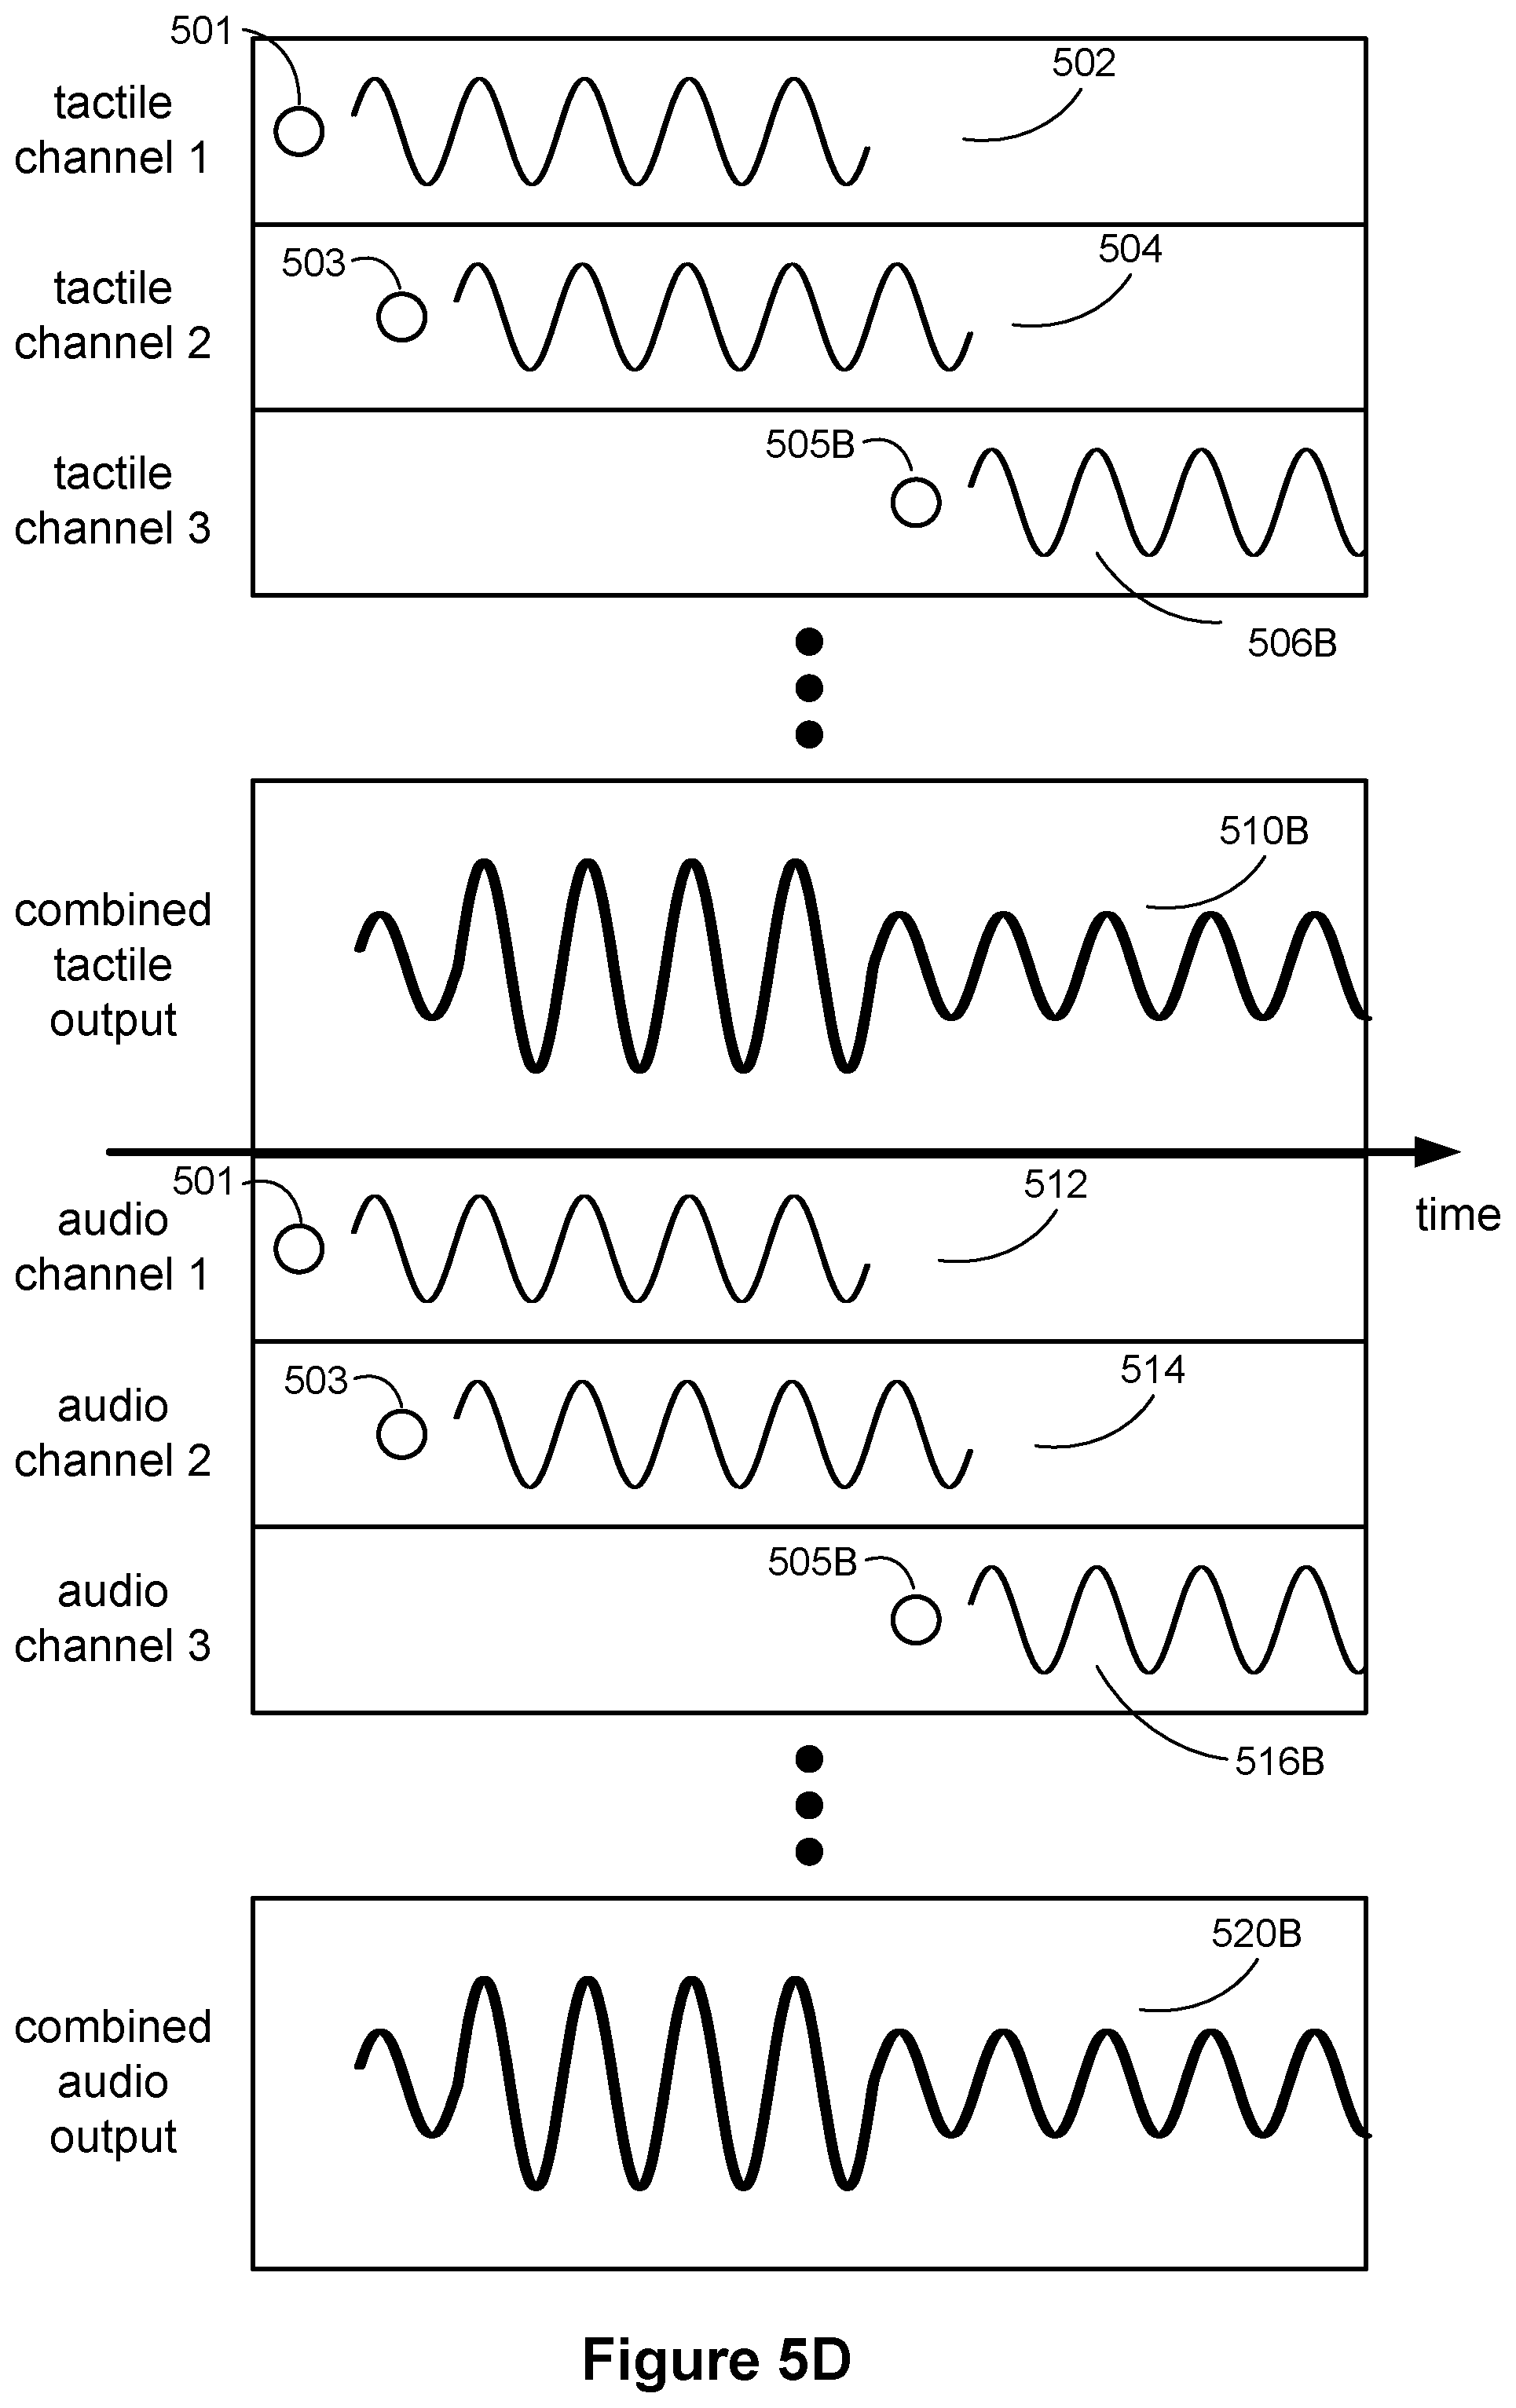 501
tactile
channel 1
502
503
tactile
channel 2
504
505B
tactile
channel 3
506B
combined
tactile
output
510B
time
501
audio
channel 1
512
503
audio
channel 2
514
505B
audio
channel 3
516B
combined
audio
output
520B
Figure 5D